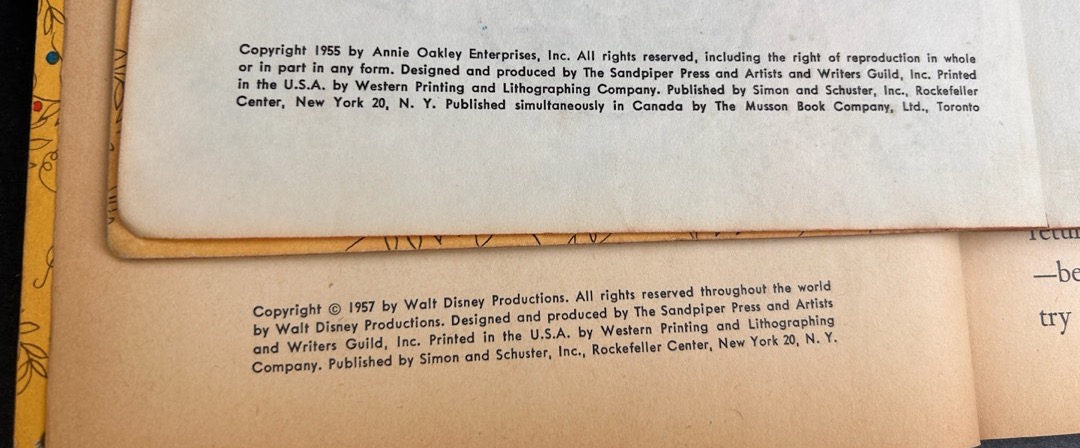 Copyright 1955 by Annie Oakley Enterprises, Inc. All rights reserved, including the right of reproduction in whole
or in part in any form. Designed and produced by The Sandpiper Press and Artists and Writers Guild, Inc. Printed
in the U.S.A. by Western Printing and Lithographing Company. Published by Simon and Schuster, Inc., Rockefeller
Center, New York 20, N. Y. Published simultaneously in Canada by The Musson Book Company, Ltd., Toronto
Copyright © 1957 by Walt Disney Productions. All rights reserved throughout the world
by Walt Disney Productions. Designed and produced by The Sandpiper Press and Artists
and Writers Guild, Inc. Printed in the U.S.A. by Western Printing and Lithographing
Company. Published by Simon and Schuster, Inc., Rockefeller Center, New York 20, N. Y.
—be
try